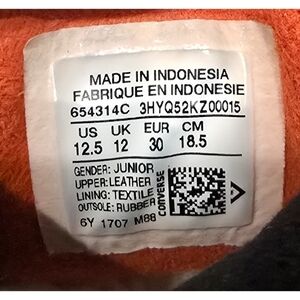 MADE IN INDONESIA
FABRIQUE EN INDONESIE
654314C 3HYQ52KZ00015
US UK EUR CM
12.5 12 30 18.5
GENDER: JUNIOR
UPPER: LEATHER
LINING: TEXTILE
OUTSOLE: RUBBER
6Y 1707 M88
CONVERSE